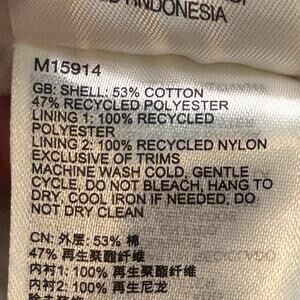 INDONESIA
M15914
GB: SHELL: 53% COTTON
47% RECYCLED POLYESTER
LINING 1: 100% RECYCLED
POLYESTER
LINING 2: 100% RECYCLED NYLON
EXCLUSIVE OF TRIMS
MACHINE WASH COLD, GENTLE
CYCLE, DO NOT BLEACH, HANG TO
DRY, COOL IRON IF NEEDED, DO
NOT DRY CLEAN
CN: 外层: 53% 棉
47% 再生聚酯纤维
内衬1: 100% 再生聚酯纤维
内衬2: 100% 再生尼龙